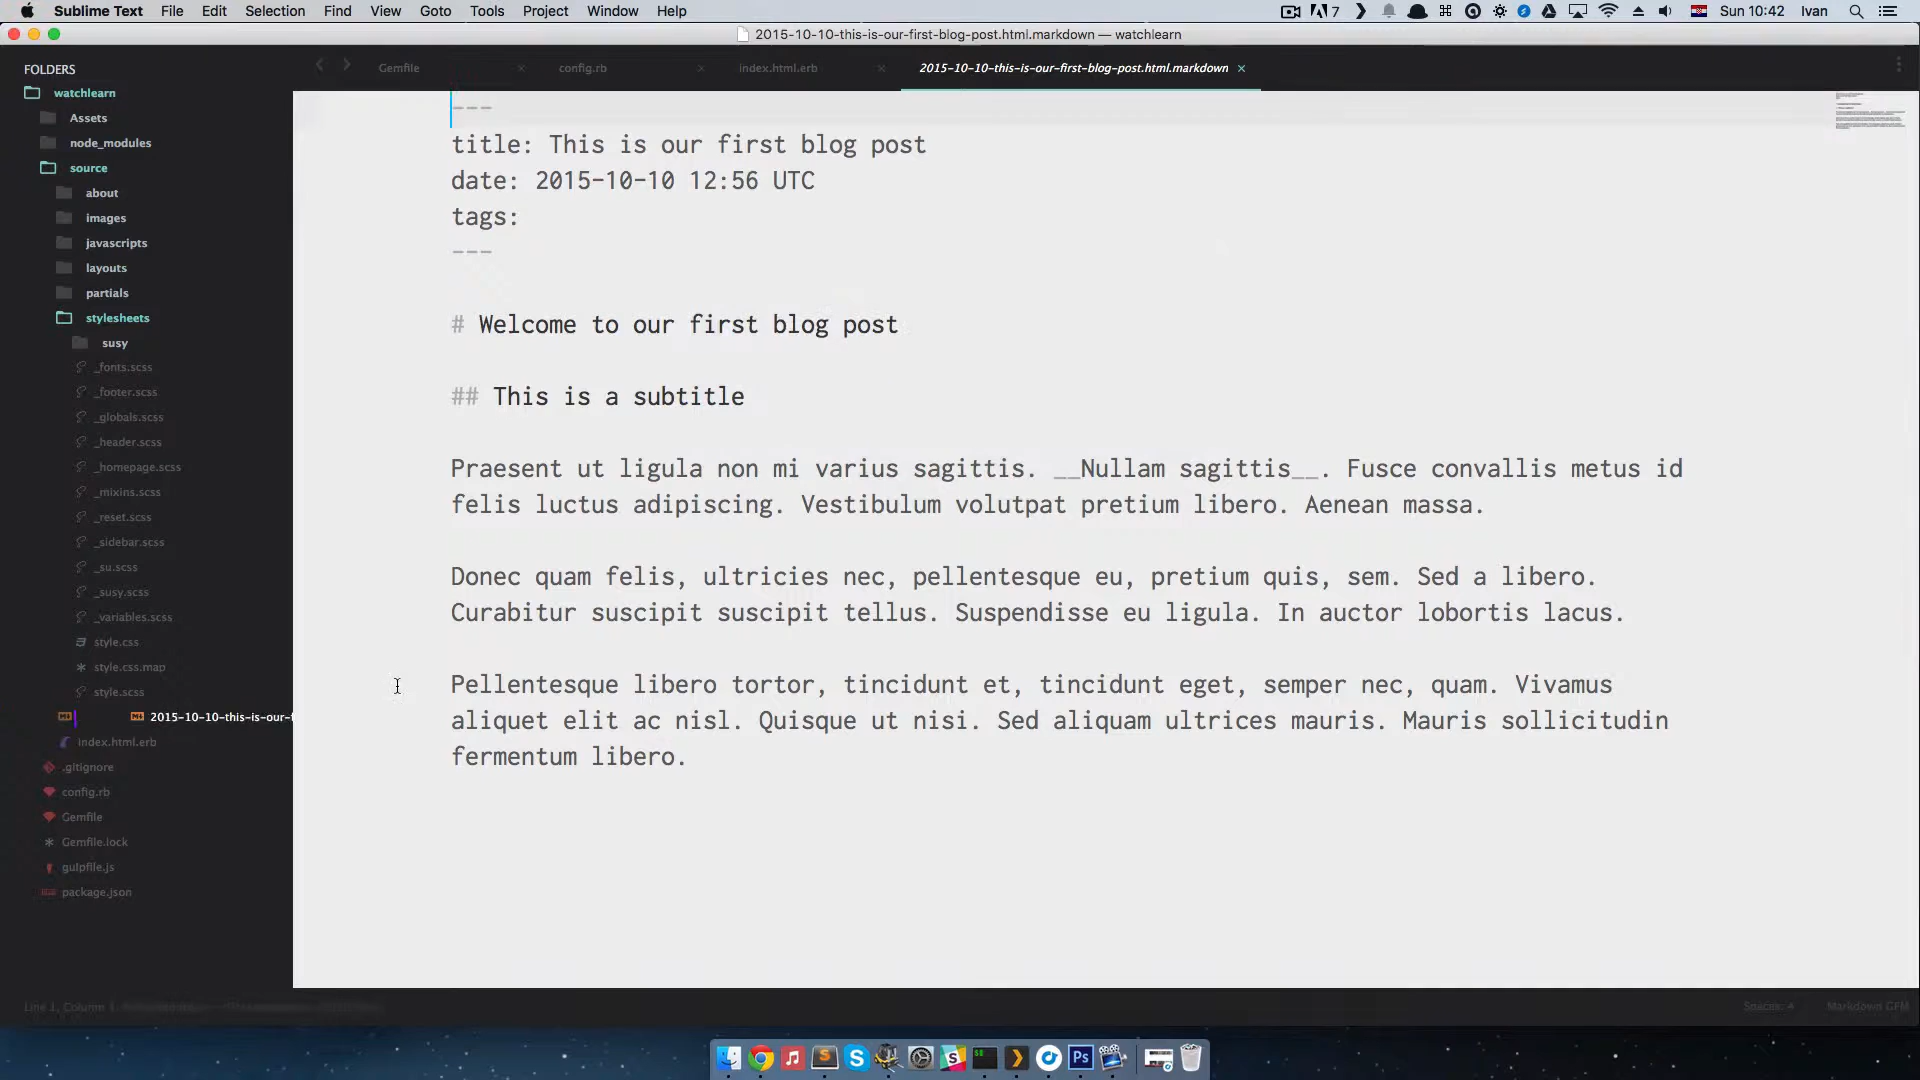 Sublime Text File Edit Selection Find View Goto Tools Project Window Help 7 Sun 10:42 Ivan
2015-10-10-this-is-our-first-blog-post.html.markdown — watchlearn
FOLDERS
Gemfile × config.rb × index.html.erb × 2015-10-10-this-is-our-first-blog-post.html.markdown ×
watchlearn
Assets
node_modules
source
about
images
javascripts
layouts
partials
stylesheets
susy
_fonts.scss
_footer.scss
_globals.scss
_header.scss
_homepage.scss
_mixins.scss
_reset.scss
_sidebar.scss
_su.scss
_susy.scss
_variables.scss
style.css
style.css.map
style.scss
2015-10-10-this-is-our-f
index.html.erb
.gitignore
config.rb
Gemfile
Gemfile.lock
gulpfile.js
package.json
---
title: This is our first blog post
date: 2015-10-10 12:56 UTC
tags:
---
# Welcome to our first blog post
## This is a subtitle
Praesent ut ligula non mi varius sagittis. __Nullam sagittis__. Fusce convallis metus id
felis luctus adipiscing. Vestibulum volutpat pretium libero. Aenean massa.
Donec quam felis, ultricies nec, pellentesque eu, pretium quis, sem. Sed a libero.
Curabitur suscipit suscipit tellus. Suspendisse eu ligula. In auctor lobortis lacus.
Pellentesque libero tortor, tincidunt et, tincidunt eget, semper nec, quam. Vivamus
aliquet elit ac nisl. Quisque ut nisi. Sed aliquam ultrices mauris. Mauris sollicitudin
fermentum libero.
Line 1, Column 1
Spaces: 4 Markdown GFM
Ps